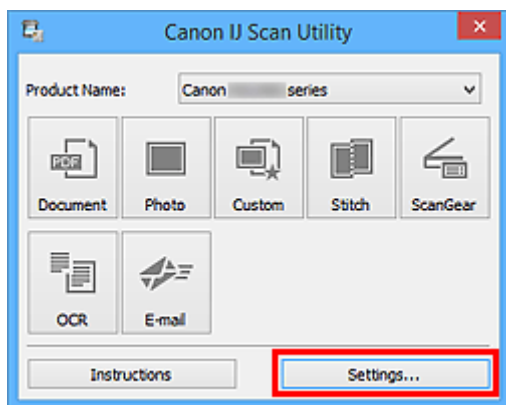 Canon IJ Scan Utility
Product Name: Canon series
PDF
Document Photo Custom Stitch ScanGear
OCR E-mail
Instructions Settings...